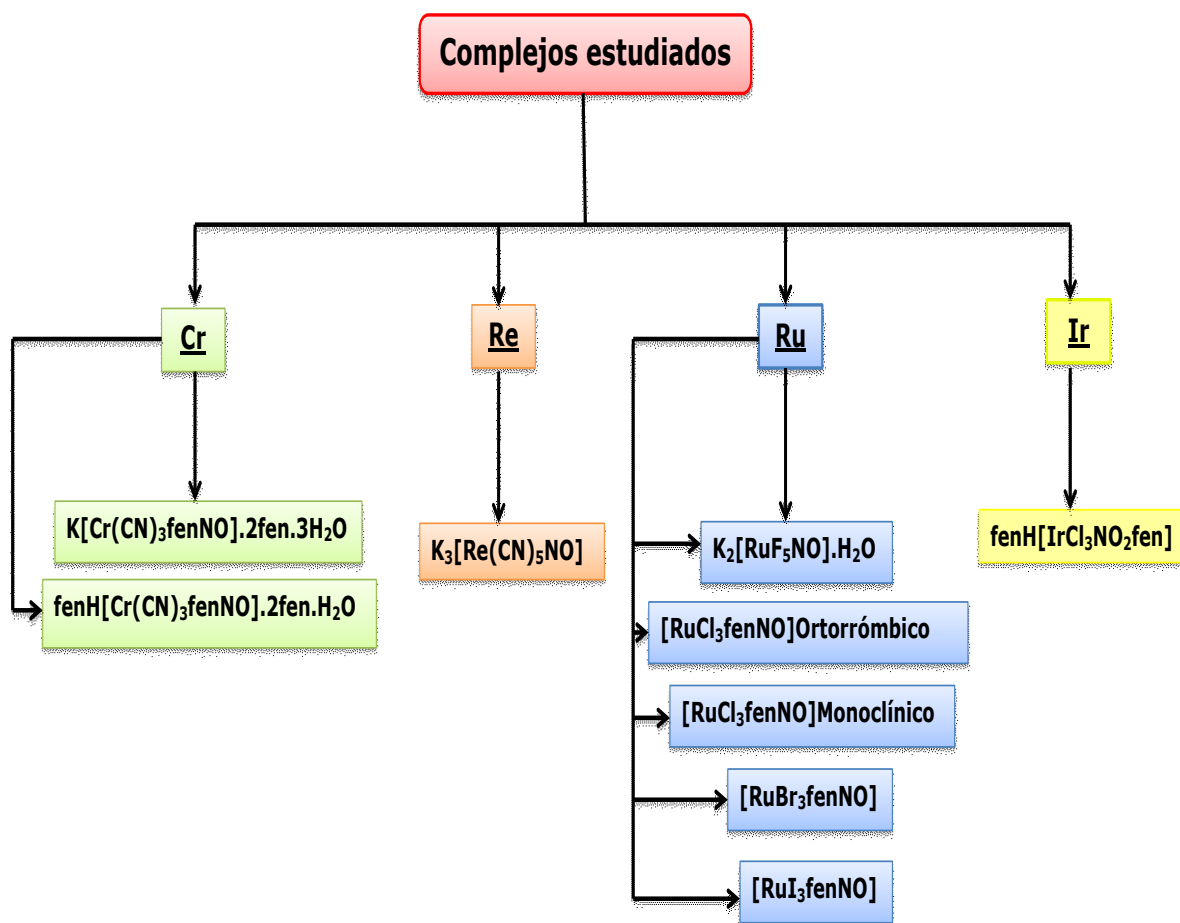 Complejos estudiados
Cr
Re
Ru
Ir
K[Cr(CN)₃fenNO].2fen.3H₂O
fenH[Cr(CN)₃fenNO].2fen.H₂O
K₃[Re(CN)₅NO]
K₂[RuF₅NO].H₂O
[RuCl₃fenNO]Ortorrómbico
[RuCl₃fenNO]Monoclínico
[RuBr₃fenNO]
[RuI₃fenNO]
fenH[IrCl₃NO₂fen]